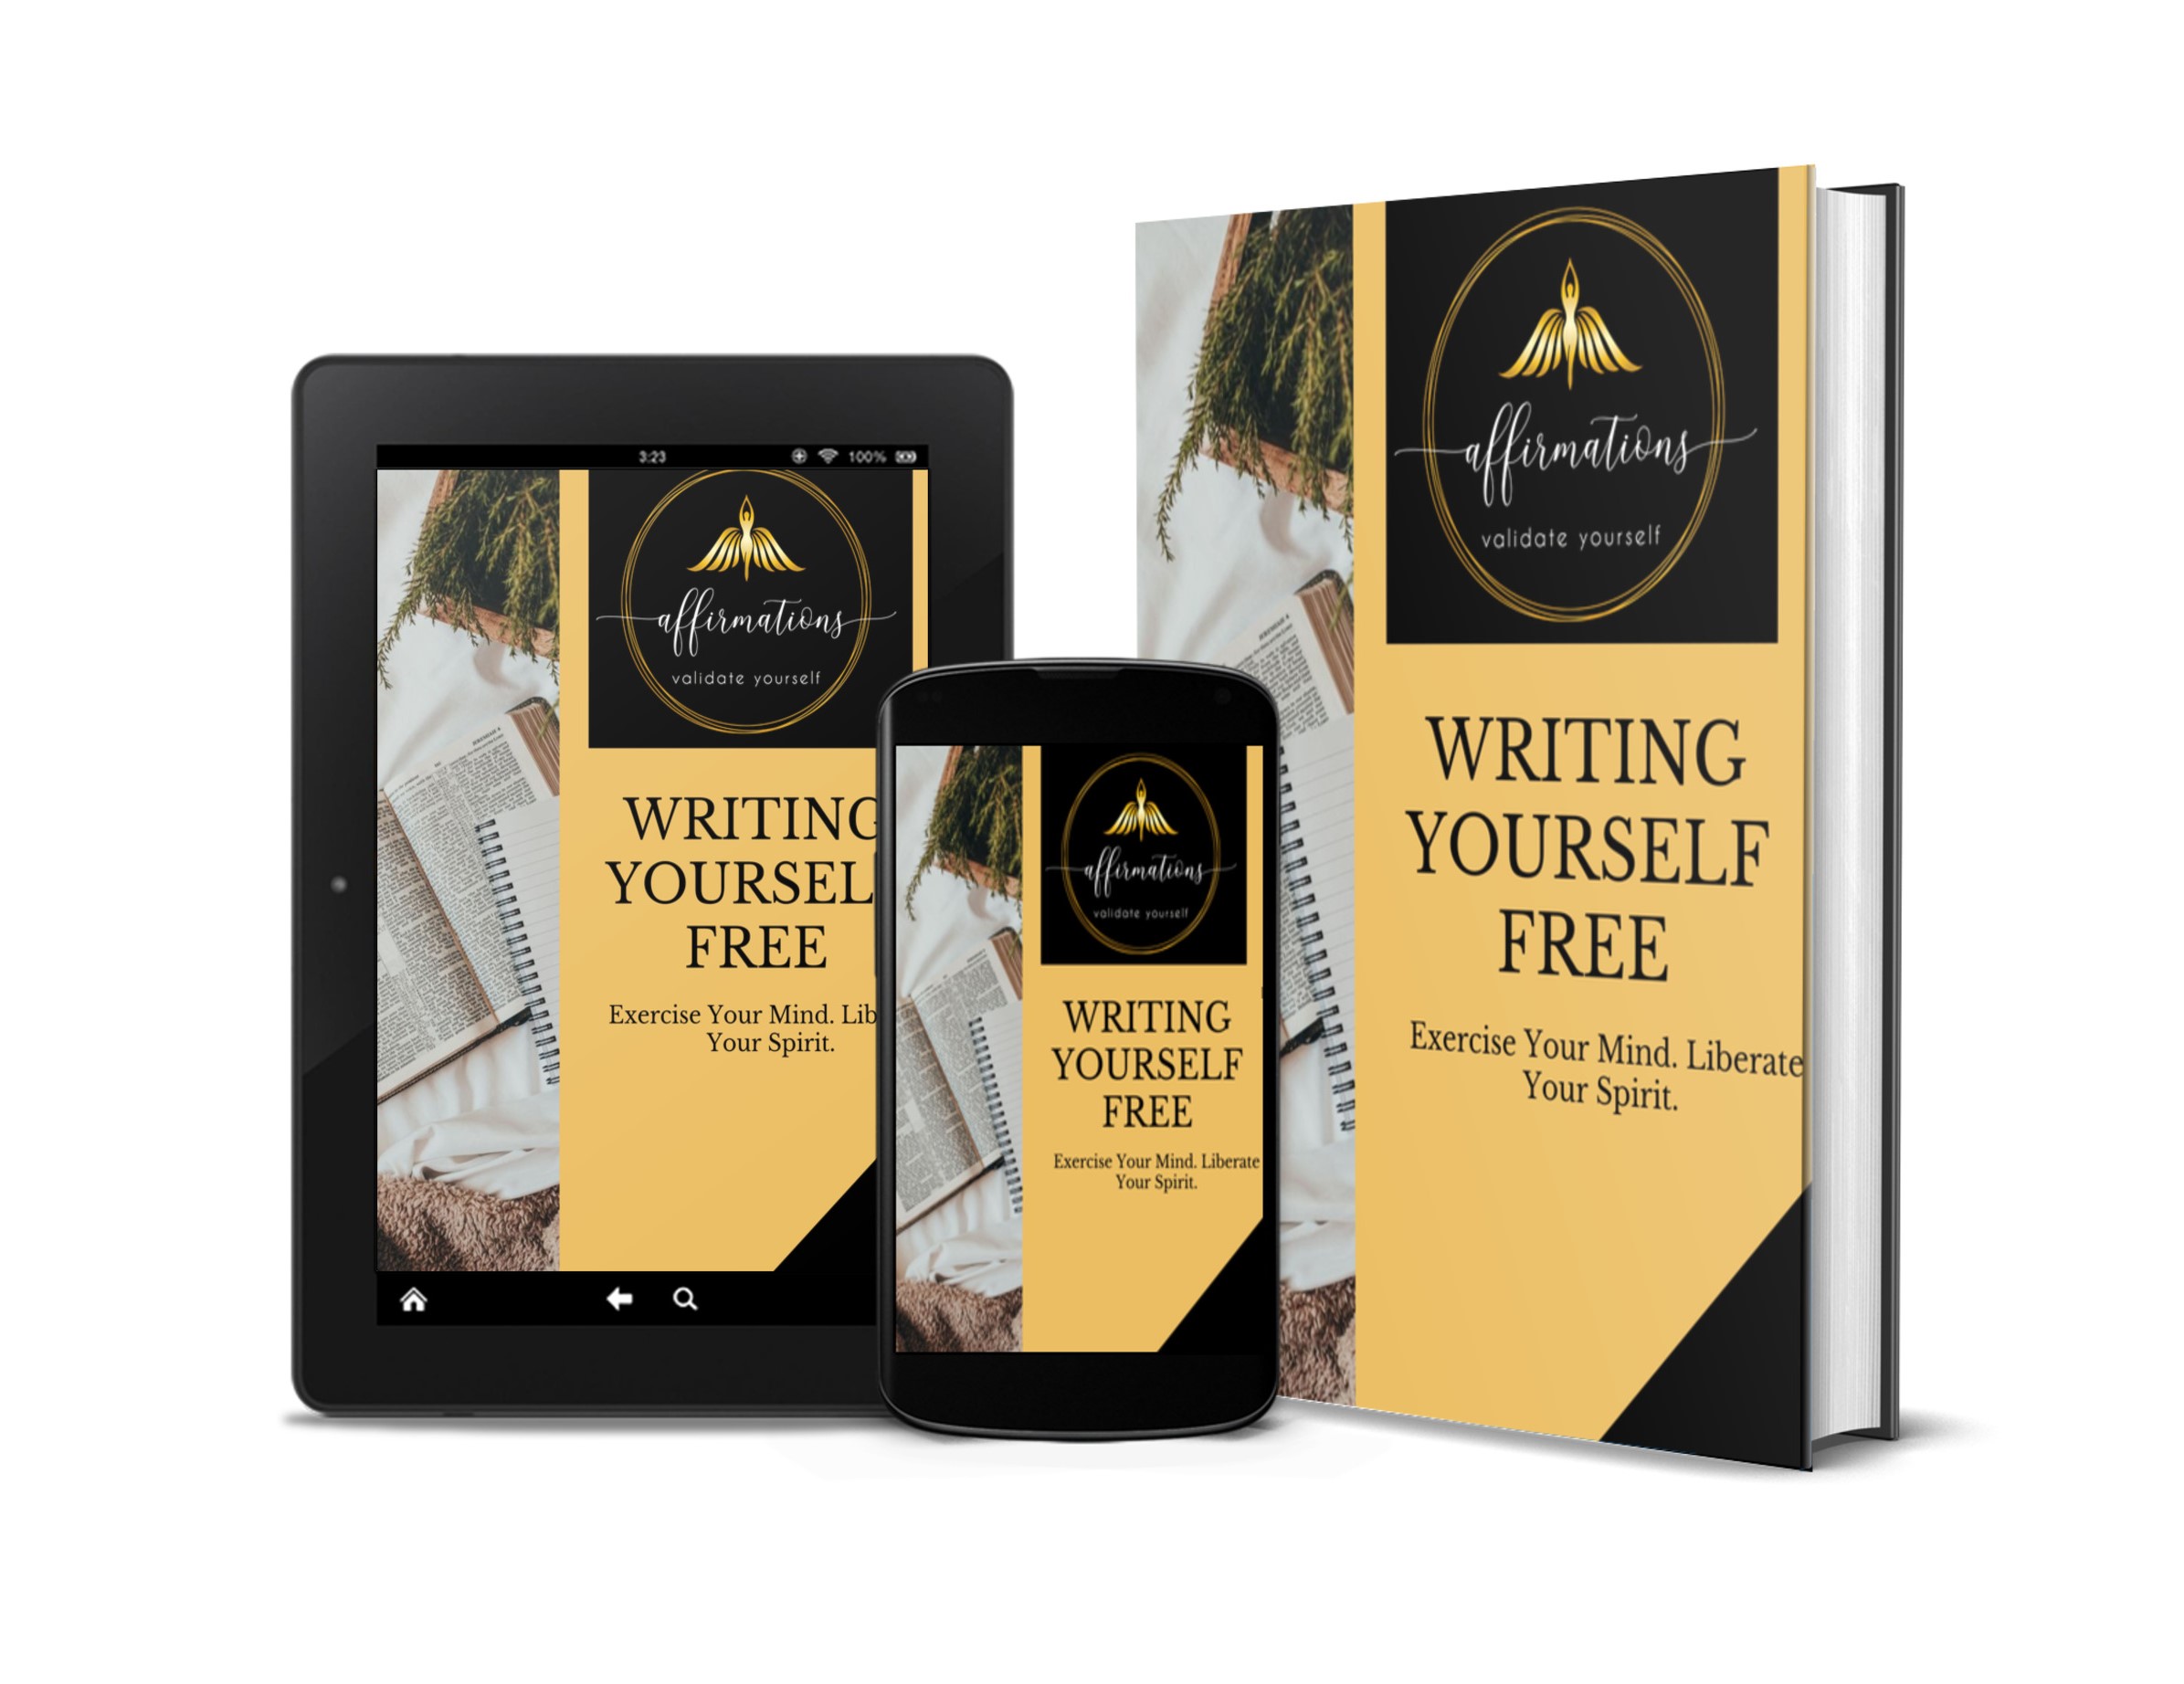 3:23 100%
affirmations
validate yourself
WRITING
YOURSEL
FREE
Exercise Your Mind. Lib
Your Spirit.
affirmations
validate yourself
WRITING
YOURSELF
FREE
Exercise Your Mind. Liberate
Your Spirit.
affirmations
validate yourself
WRITING
YOURSELF
FREE
Exercise Your Mind. Liberate
Your Spirit.